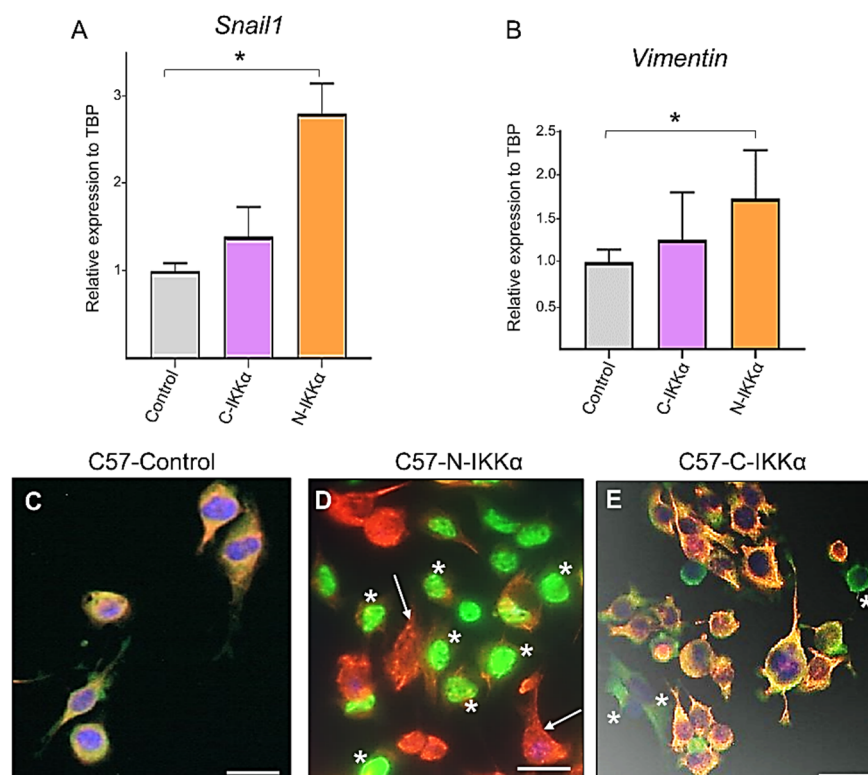 A
Snail1
*
Relative expression to TBP
3
2
1
Control
C-IKKα
N-IKKα
B
Vimentin
*
Relative expression to TBP
2.5
2.0
1.5
1.0
0.5
Control
C-IKKα
N-IKKα
C57-Control
C57-N-IKKα
C57-C-IKKα
C
D
*
*
*
*
*
*
*
E
*
*
*